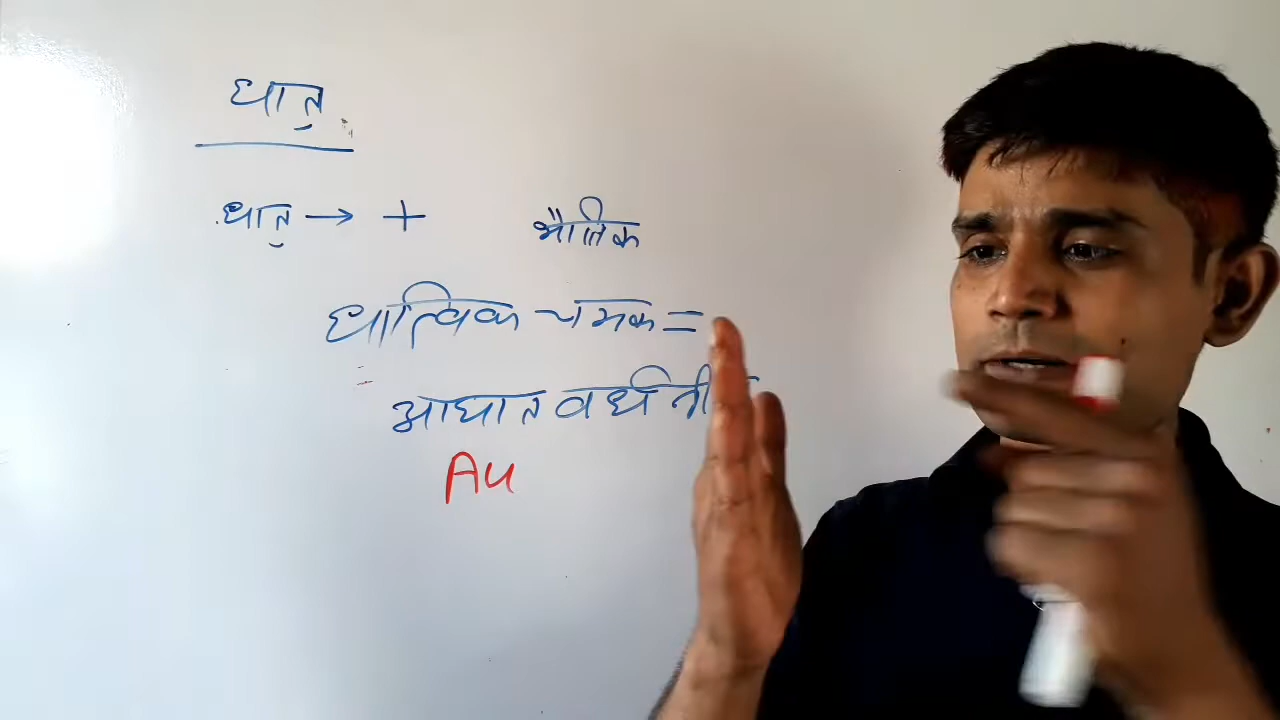 धातु
धातु → + भौतिक
धात्विक चमक =
आघातवर्धनी
Au